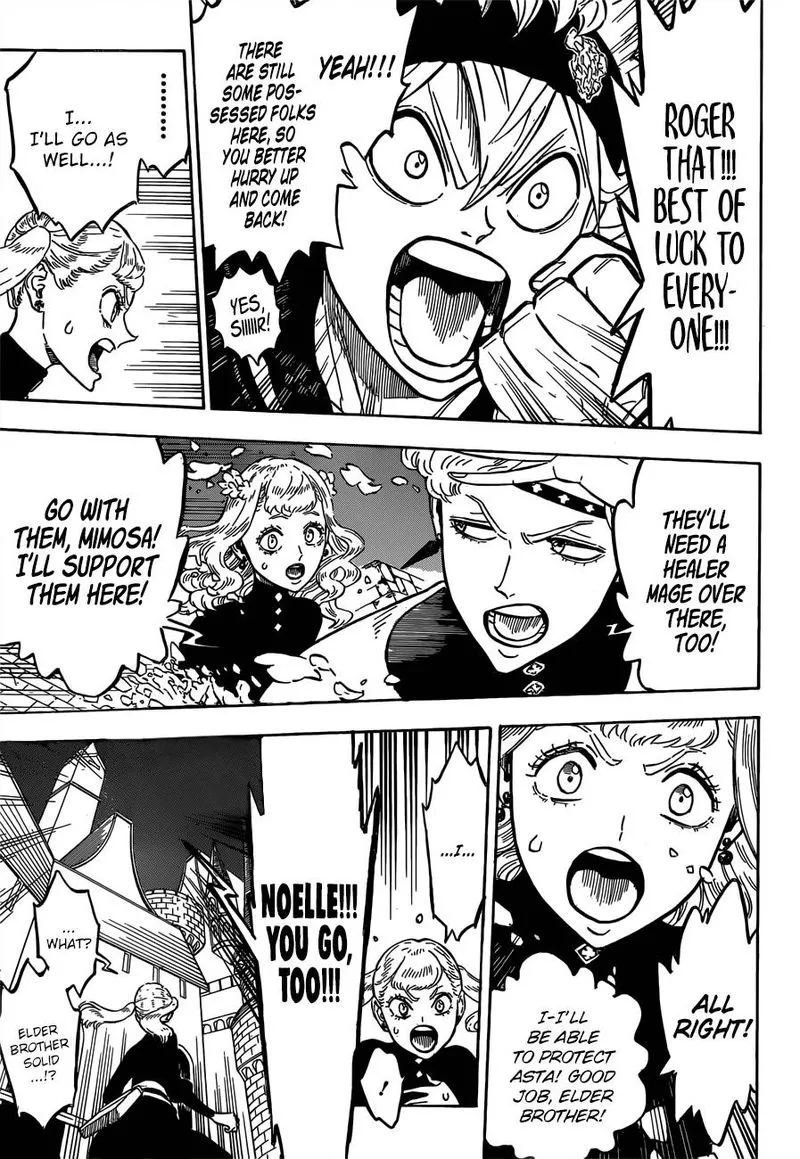 ROGER
THAT!!!
BEST OF
LUCK TO
EVERY-
ONE!!!
YEAH!!!
THERE
ARE STILL
SOME POS-
SESSED FOLKS
HERE, SO
YOU BETTER
HURRY UP
AND COME
BACK!
YES,
SIIIIIR!
.........
I...
I'LL GO AS
WELL...!
THEY'LL
NEED A
HEALER
MAGE OVER
THERE,
TOO!
GO WITH
THEM, MIMOSA!
I'LL SUPPORT
THEM HERE!
ALL
RIGHT!
I-I'LL
BE ABLE
TO PROTECT
ASTA! GOOD
JOB, ELDER
BROTHER!
...I...
!
NOELLE!!!
YOU GO,
TOO!!!
...
WHAT?
ELDER
BROTHER
SOLID
...!?